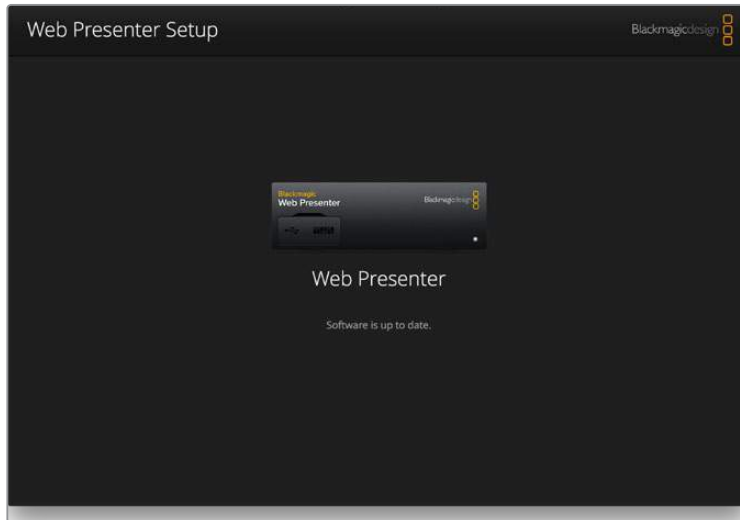 Web Presenter Setup
Blackmagicdesign
Blackmagic
Web Presenter
Blackmagicdesign
Web Presenter
Software is up to date.